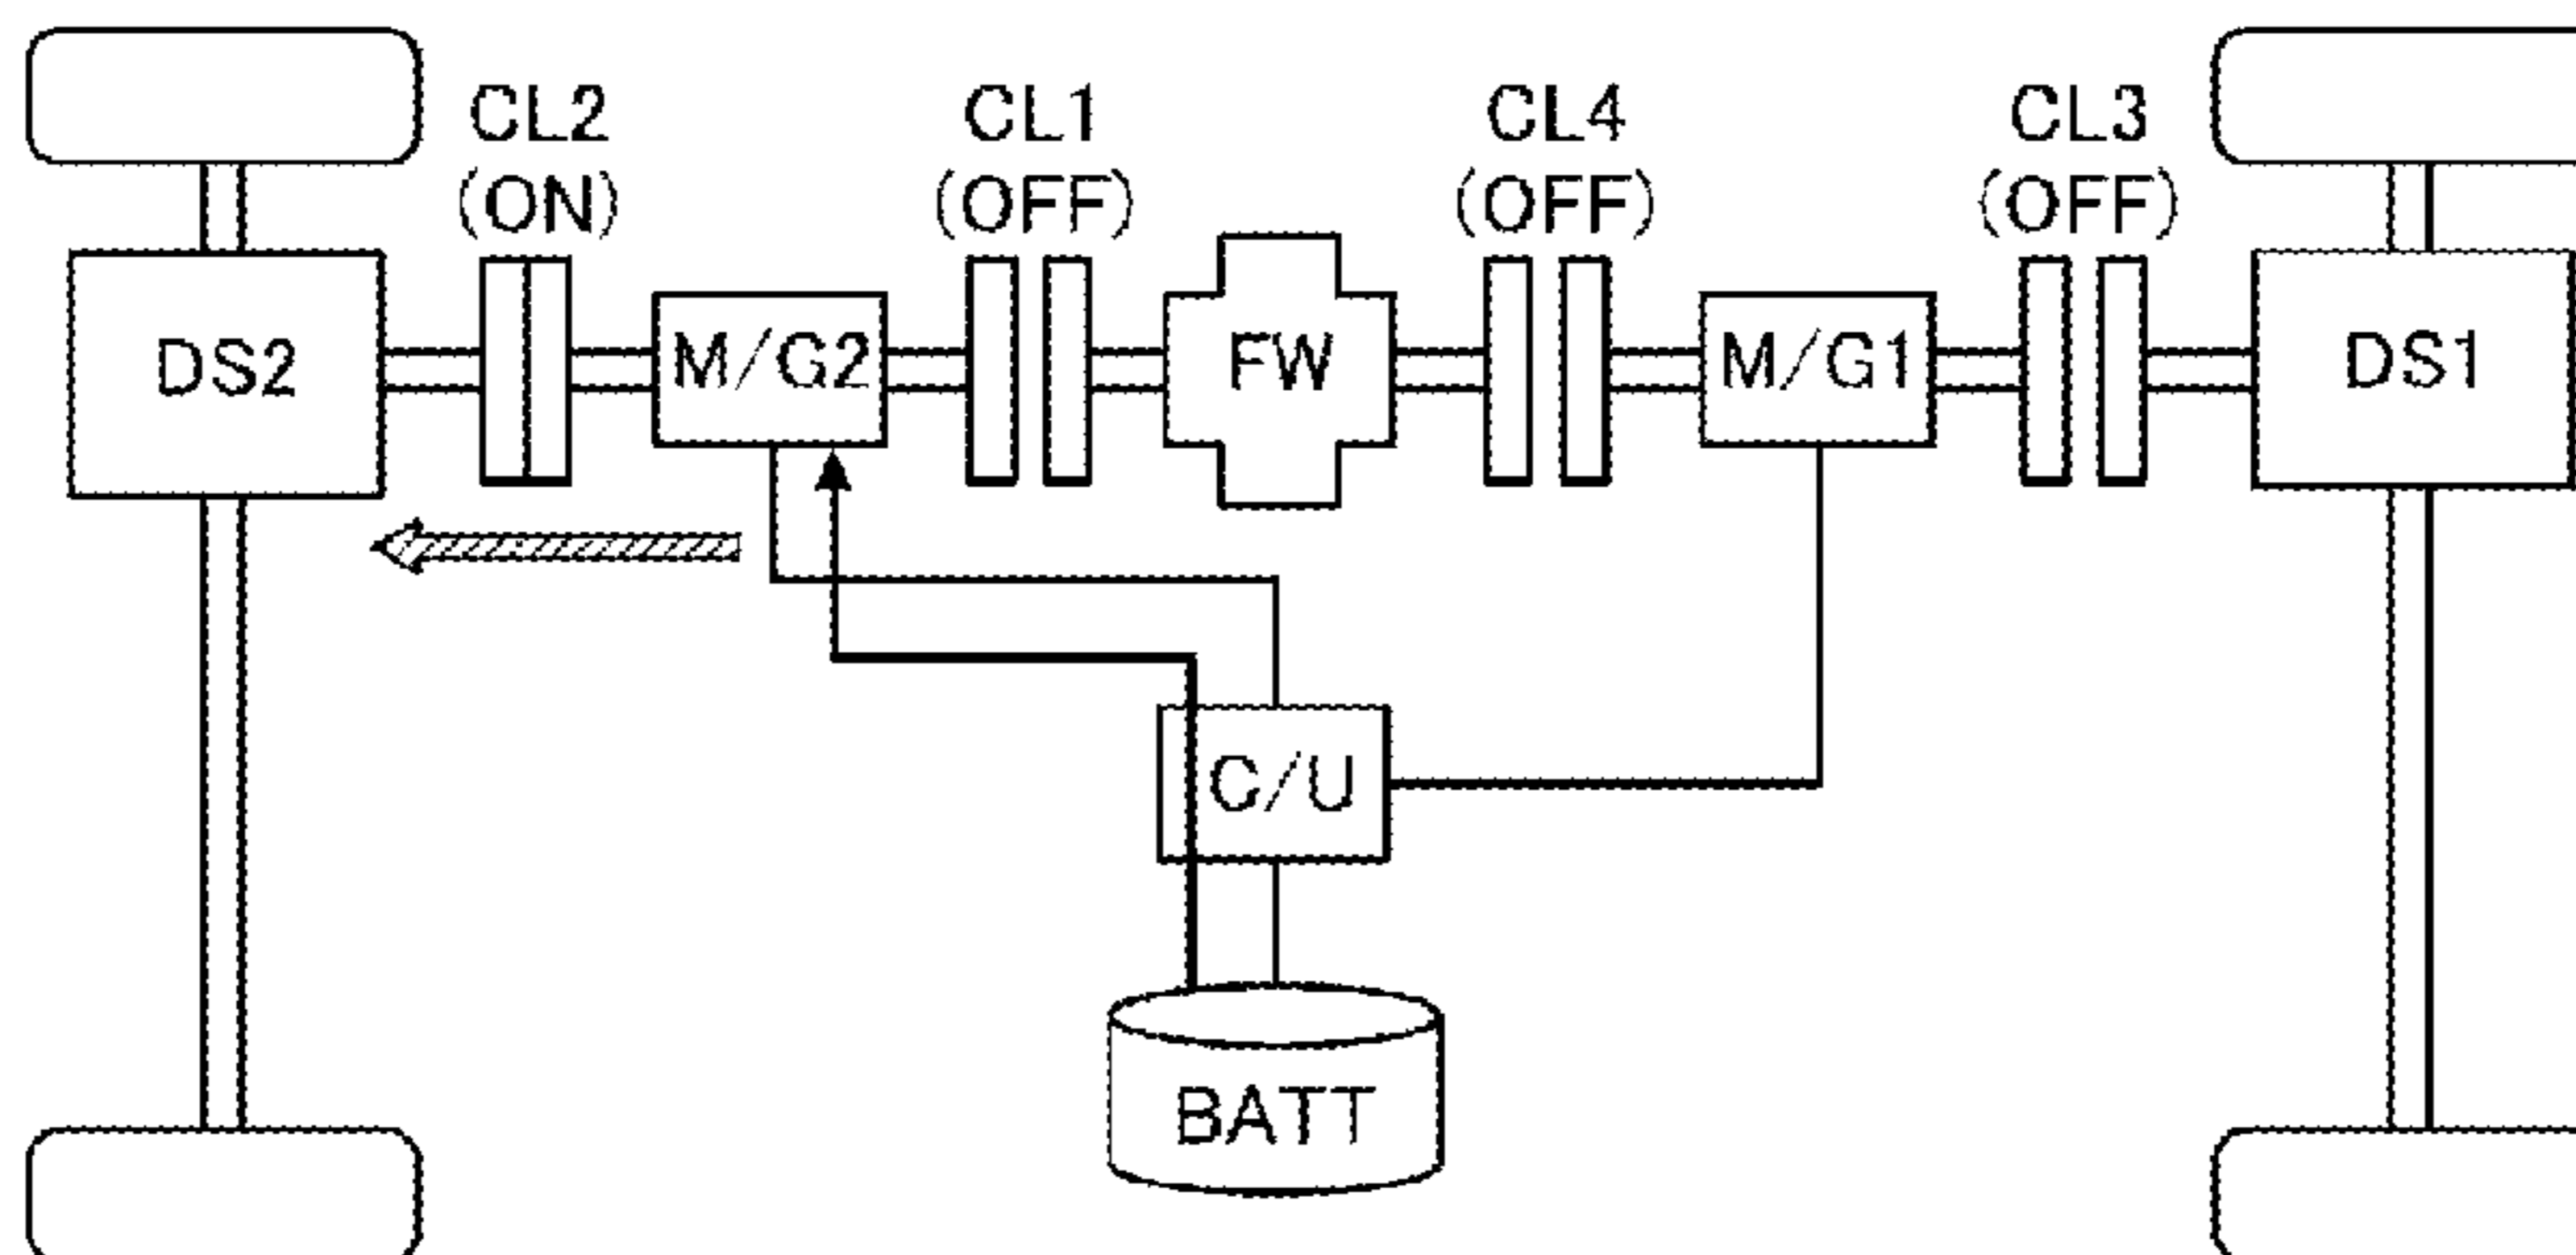 CL2
(ON)
CL1
(OFF)
CL4
(OFF)
CL3
(OFF)
DS2
M/G2
FW
M/G1
DS1
C/U
BATT